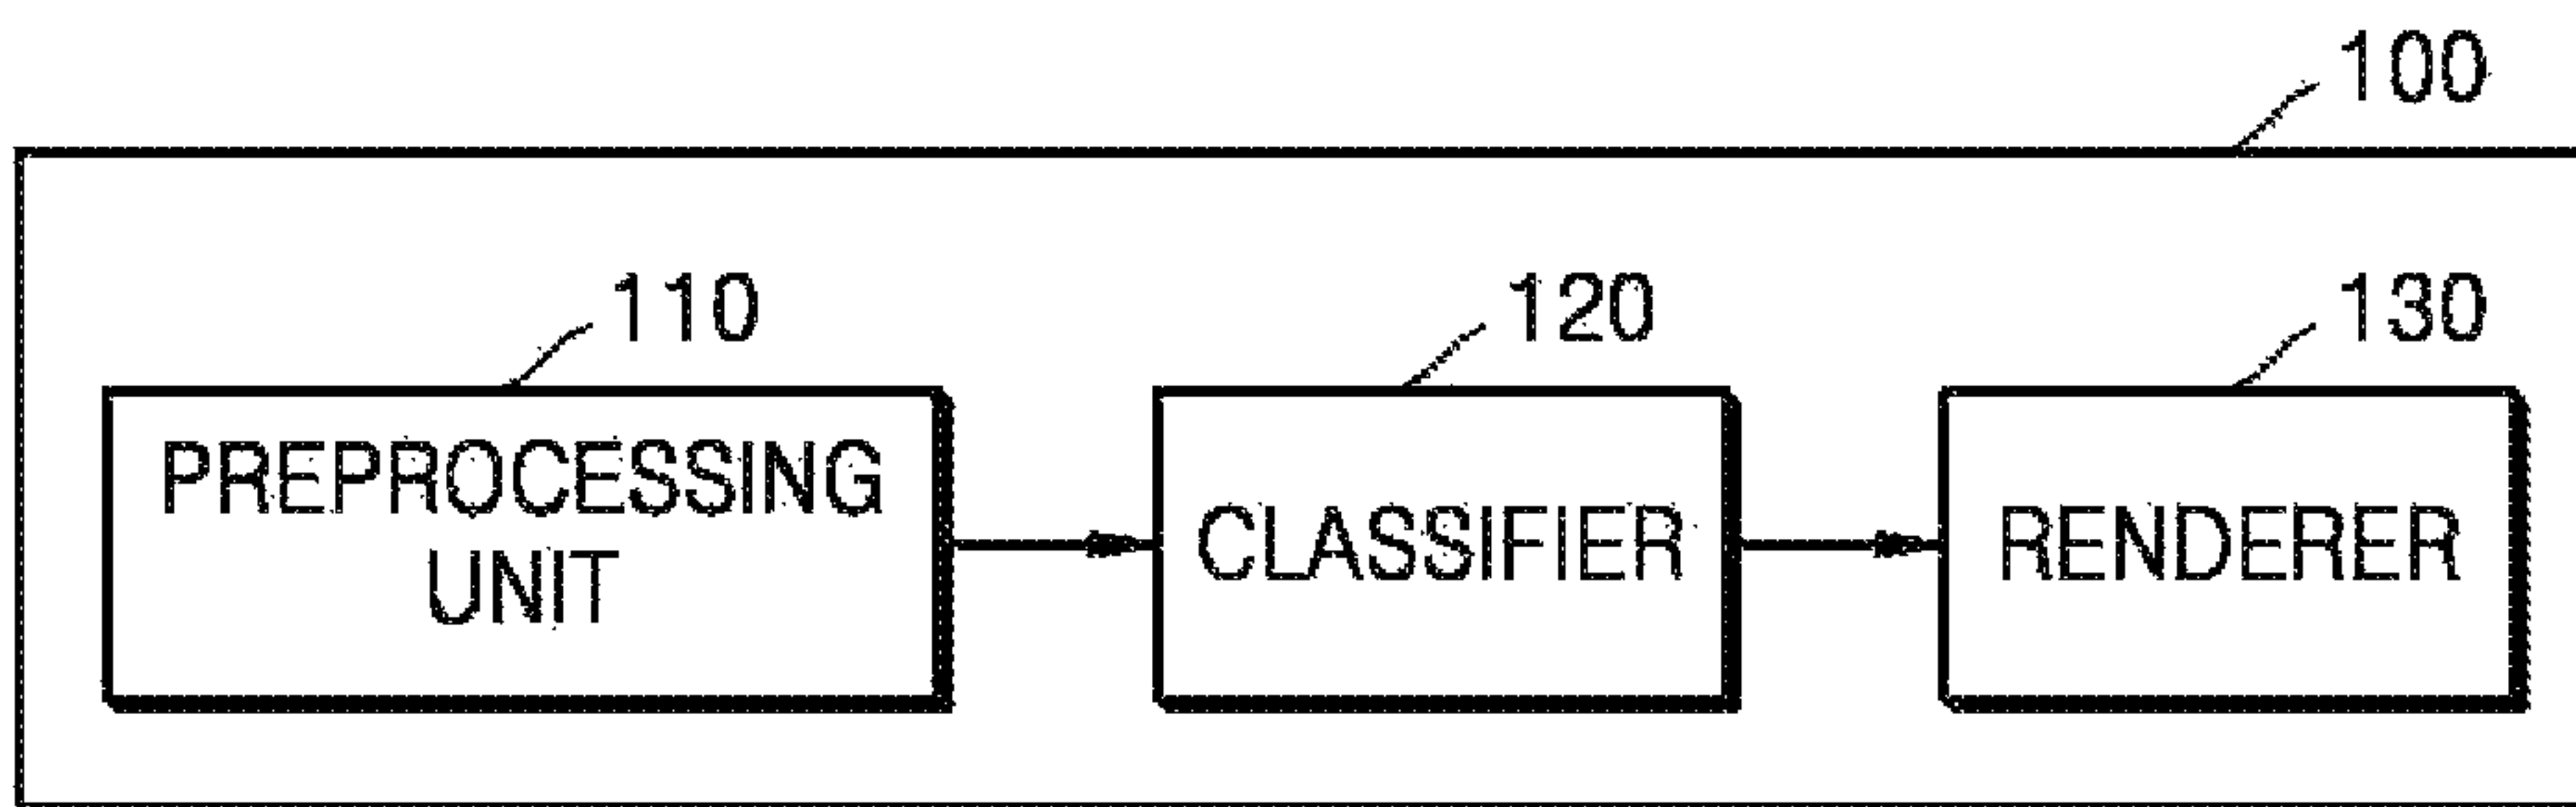 100
110
120
130
PREPROCESSING
UNIT
CLASSIFIER
RENDERER